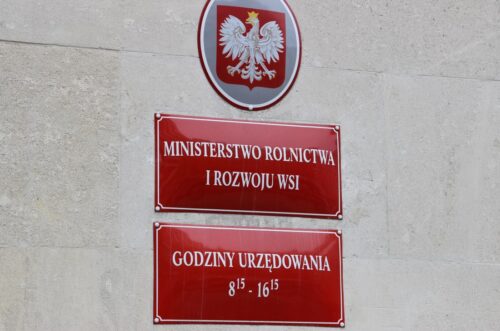 MINISTERSTWO ROLNICTWA
I ROZWOJU WSI
GODZINY URZĘDOWANIA
8¹⁵ - 16¹⁵